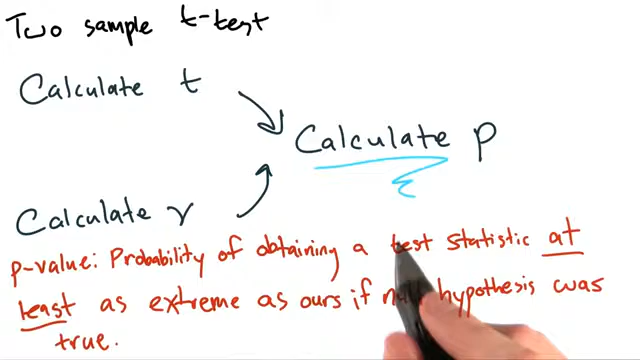 Two sample t-test
Calculate t
Calculate p
Calculate ν
p-value: Probability of obtaining a test statistic at
least as extreme as ours if hypothesis was
true.